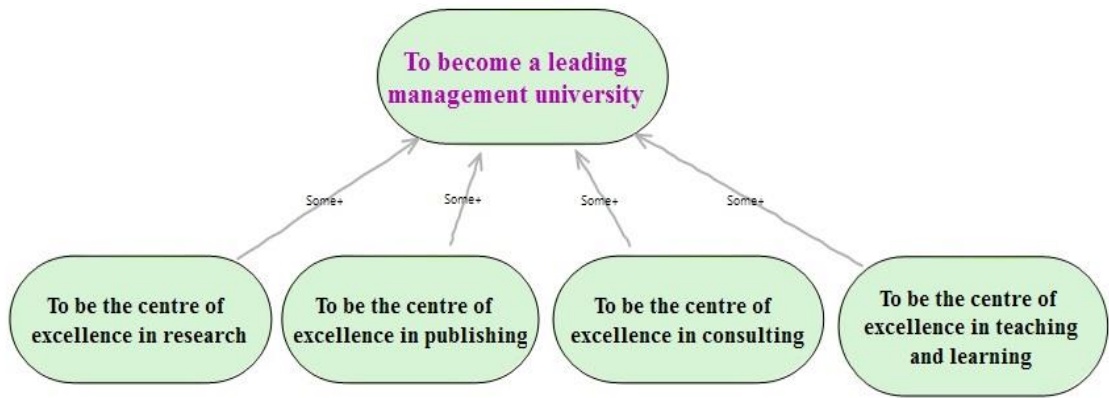 To become a leading
management university
Some+
Some+
Some+
Some+
To be the centre of
excellence in research
To be the centre of
excellence in publishing
To be the centre of
excellence in consulting
To be the centre of
excellence in teaching
and learning